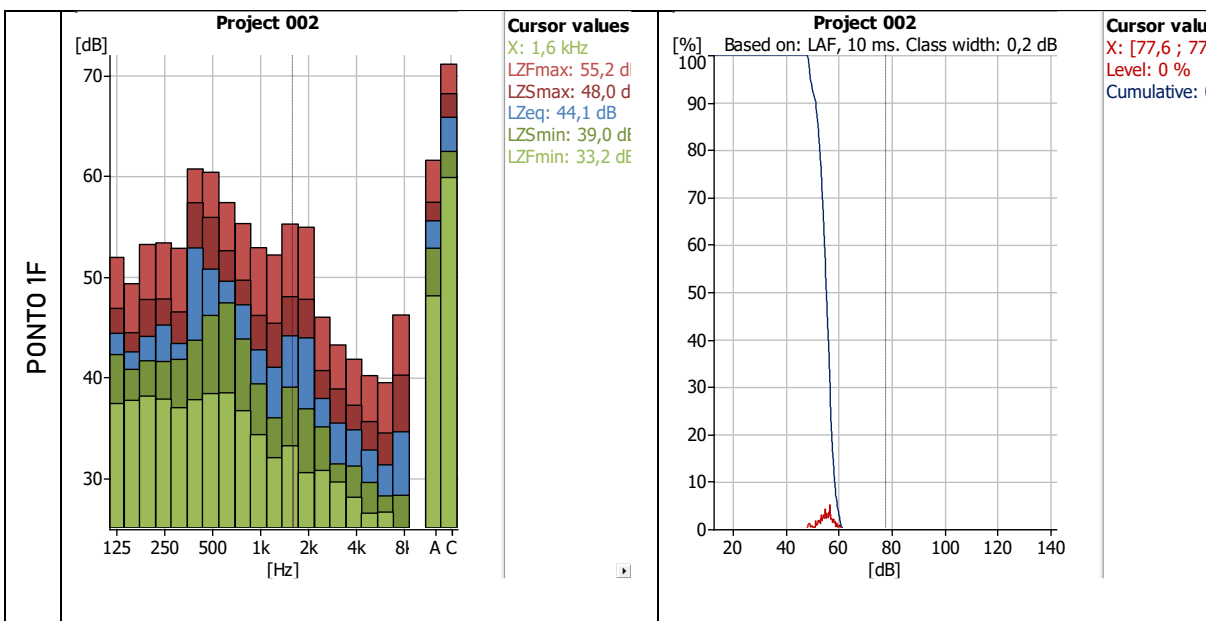 PONTO 1F
Project 002
[dB]
70
60
50
40
30
125 250 500 1k 2k 4k 8k A C
[Hz]
Cursor values
X: 1,6 kHz
LZFmax: 55,2 d
LZSmax: 48,0 d
LZeq: 44,1 dB
LZSmin: 39,0 dB
LZFmin: 33,2 dB
Project 002
[%] Based on: LAF, 10 ms. Class width: 0,2 dB
100
90
80
70
60
50
40
30
20
10
0
20 40 60 80 100 120 140
[dB]
Cursor valu
X: [77,6 ; 77
Level: 0 %
Cumulative: